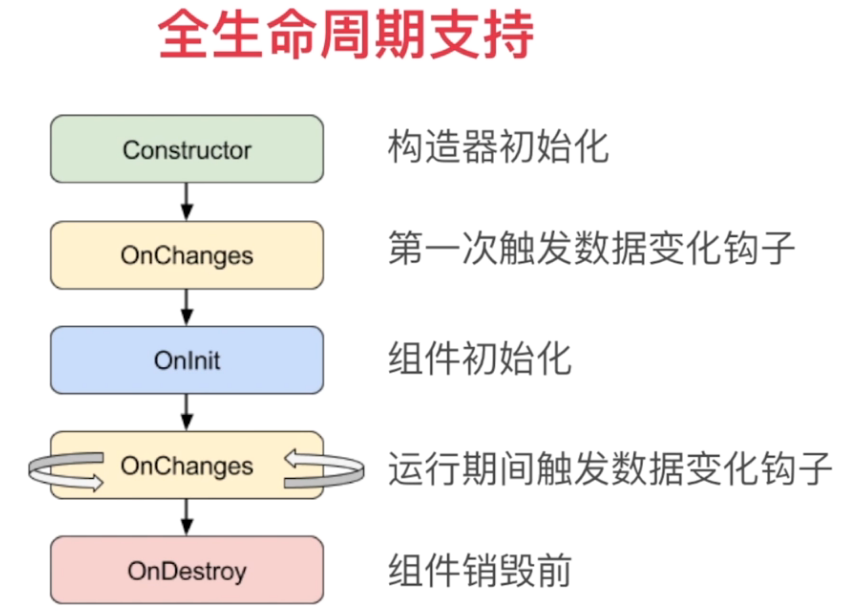 全生命周期支持
Constructor
构造器初始化
OnChanges
第一次触发数据变化钩子
OnInit
组件初始化
OnChanges
运行期间触发数据变化钩子
OnDestroy
组件销毁前